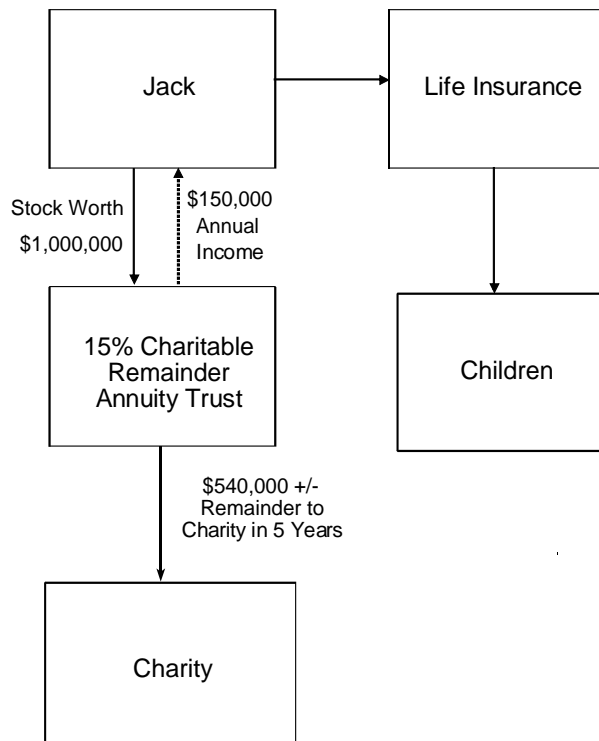 Jack
Life Insurance
Stock Worth
$1,000,000
$150,000
Annual
Income
15% Charitable
Remainder
Annuity Trust
Children
$540,000 +/-
Remainder to
Charity in 5 Years
Charity